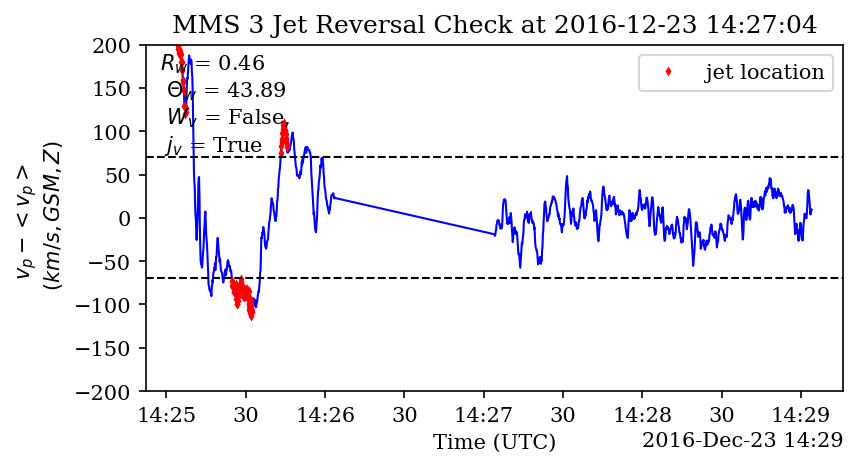 MMS 3 Jet Reversal Check at 2016-12-23 14:27:04
R_w = 0.46
Θ_w = 43.89
W_v = False,
j_v = True
jet location
v_p − < v_p >
(km/s, GSM, Z)
200
150
100
50
0
−50
−100
−150
−200
14:25 30 14:26 30 14:27 30 14:28 30 14:29
Time (UTC)
2016-Dec-23 14:29